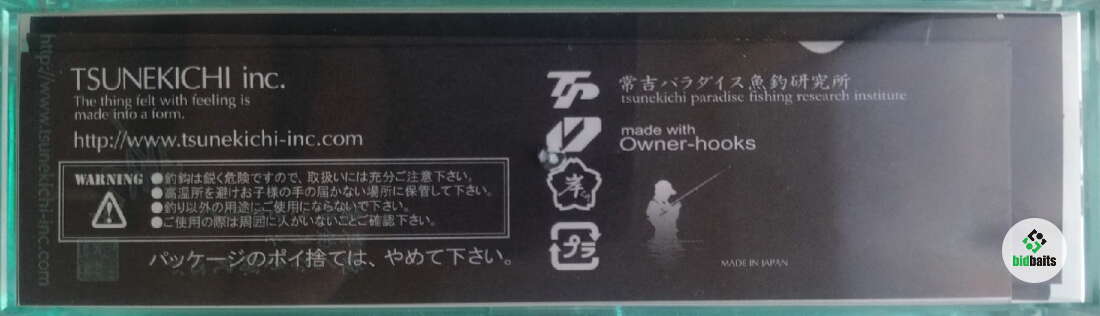 TSUNEKICHI inc.
The thing felt with feeling is
made into a form.
http://www.tsunekichi-inc.com
WARNING
●釣鈎は鋭く危険ですので、取扱いには充分ご注意下さい。
●高温所を避けお子様の手の届かない場所に保管して下さい。
●釣り以外の用途にご使用にならないで下さい。
●ご使用の際は周囲に人がいないことご確認下さい。
パッケージのポイ捨ては、やめて下さい。
常吉パラダイス魚釣研究所
tsunekichi paradise fishing research institute
made with
Owner-hooks
プラ
MADE IN JAPAN
http://www.tsunekichi-inc.com
bidbaits